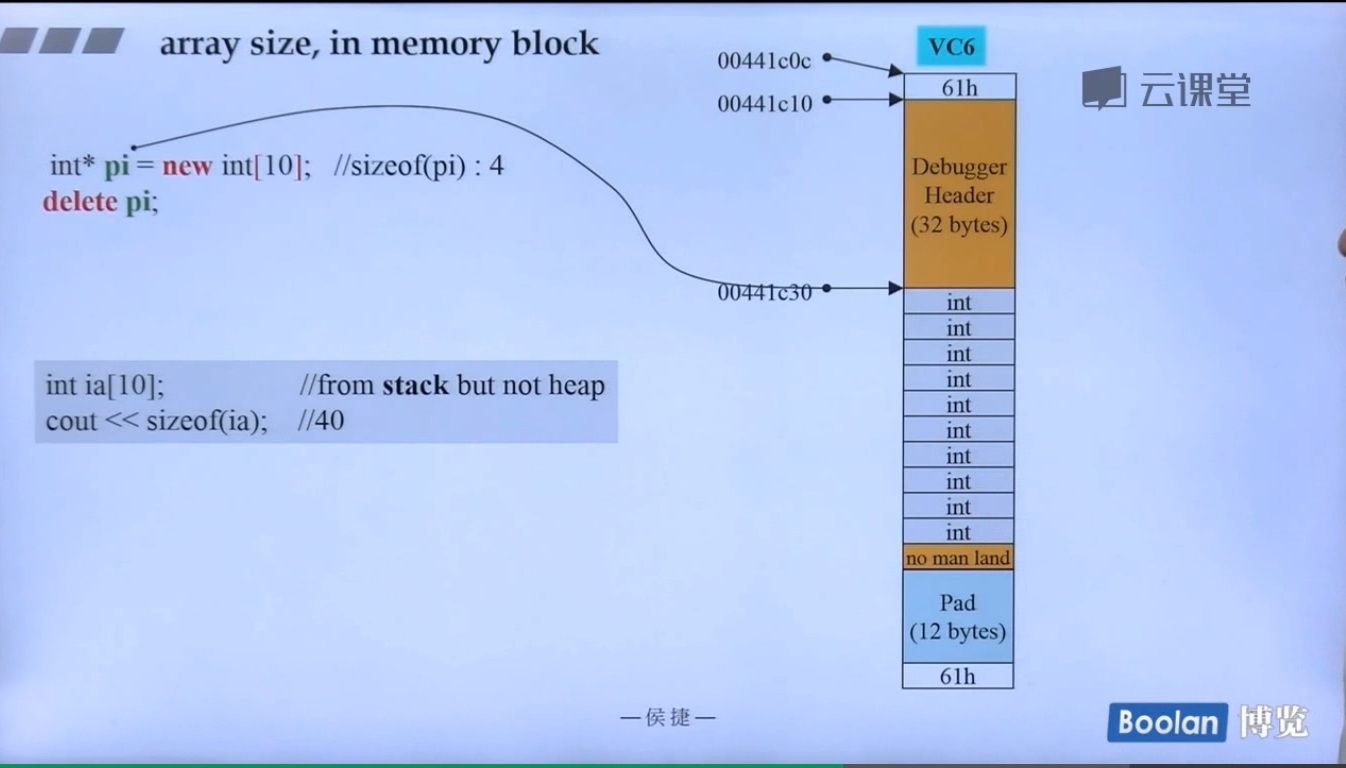 array size, in memory block
int* pi = new int[10];   //sizeof(pi) : 4
delete pi;
int ia[10];   //from stack but not heap
cout << sizeof(ia);   //40
VC6
00441c0c
61h
00441c10
Debugger
Header
(32 bytes)
00441c30
int
int
int
int
int
int
int
int
int
int
no man land
Pad
(12 bytes)
61h
云课堂
—侯捷—
Boolan 博览